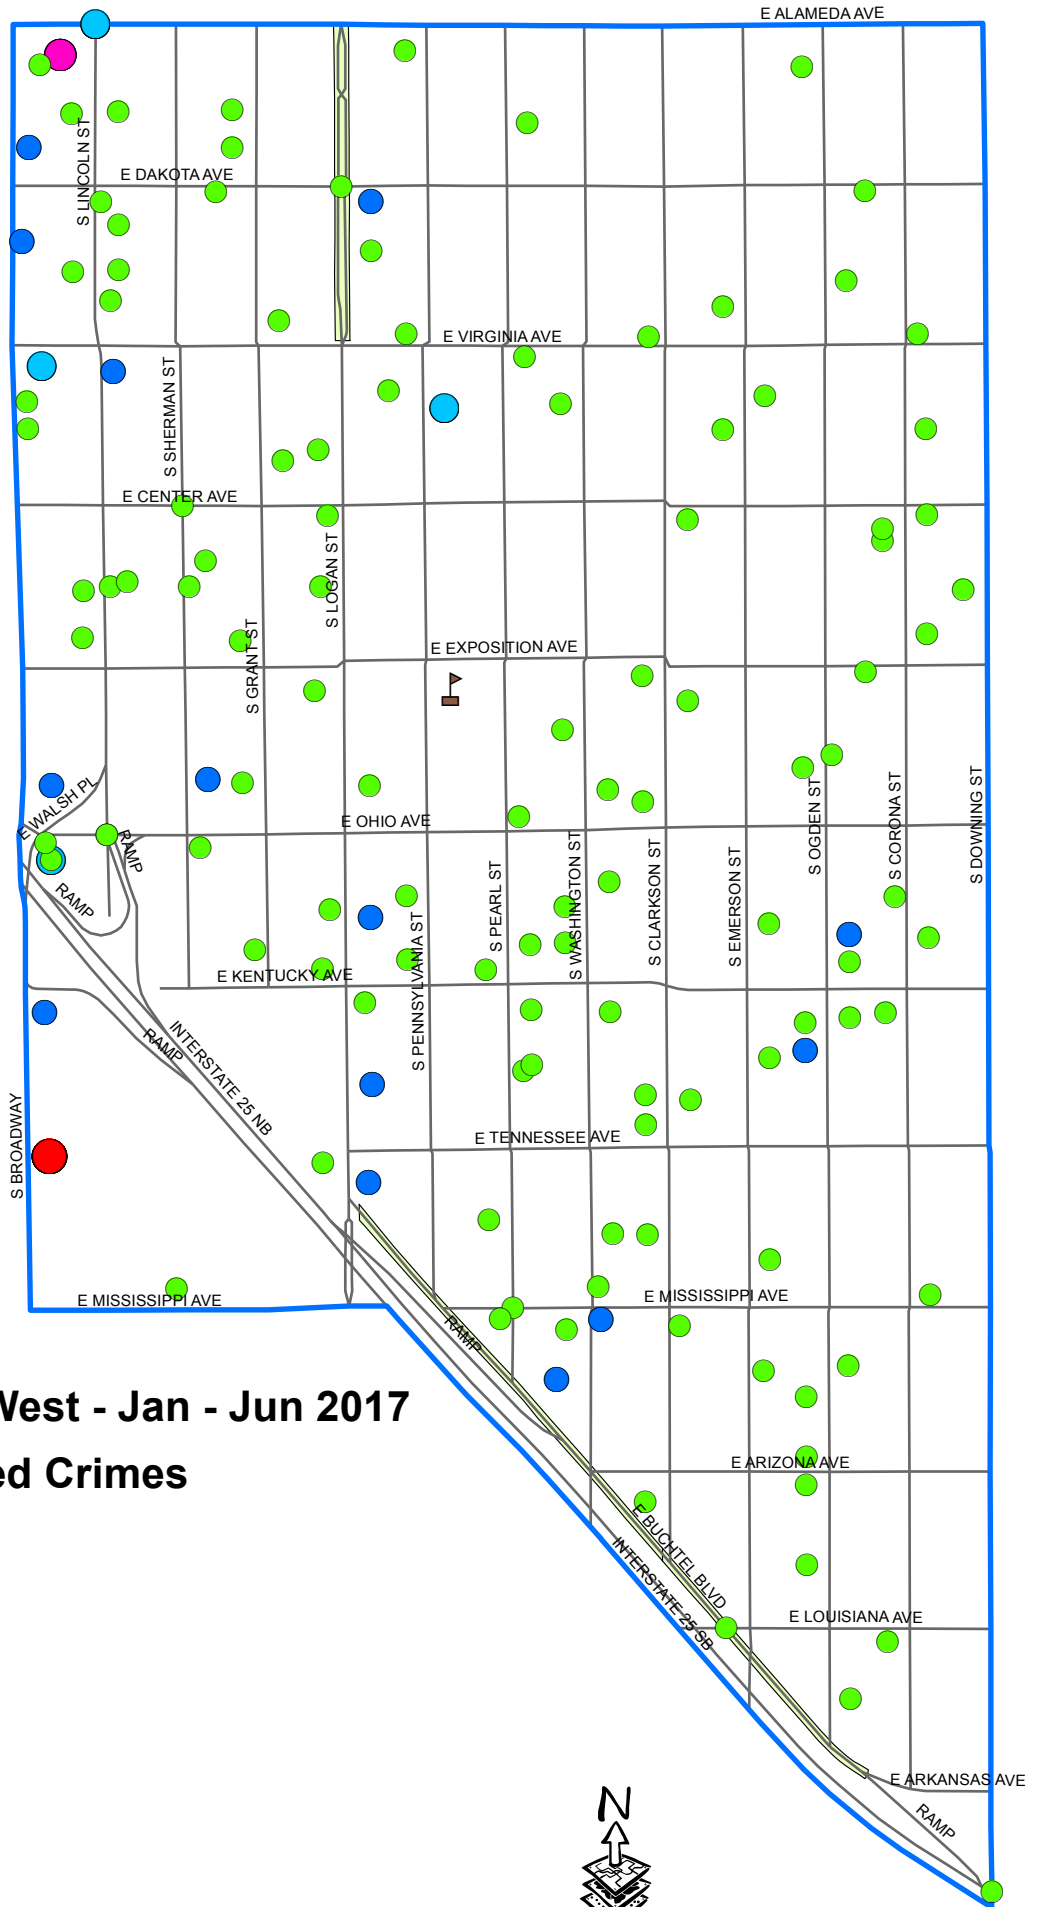 E ALAMEDA AVE
S LINCOLN ST
E DAKOTA AVE
E VIRGINIA AVE
S SHERMAN ST
E CENTER AVE
S LOGAN ST
S GRANT ST
E EXPOSITION AVE
E WALSH PL
RAMP
E OHIO AVE
S OGDEN ST
S CORONA ST
S DOWNING ST
RAMP
S PEARL ST
S WASHINGTON ST
S CLARKSON ST
S EMERSON ST
S PENNSYLVANIA ST
E KENTUCKY AVE
INTERSTATE 25 NB
RAMP
S BROADWAY
E TENNESSEE AVE
E MISSISSIPPI AVE
E MISSISSIPPI AVE
RAMP
West - Jan - Jun 2017
ed Crimes
E ARIZONA AVE
E BUCHTEL BLVD
INTERSTATE 25 SB
E LOUISIANA AVE
E ARKANSAS AVE
RAMP
N